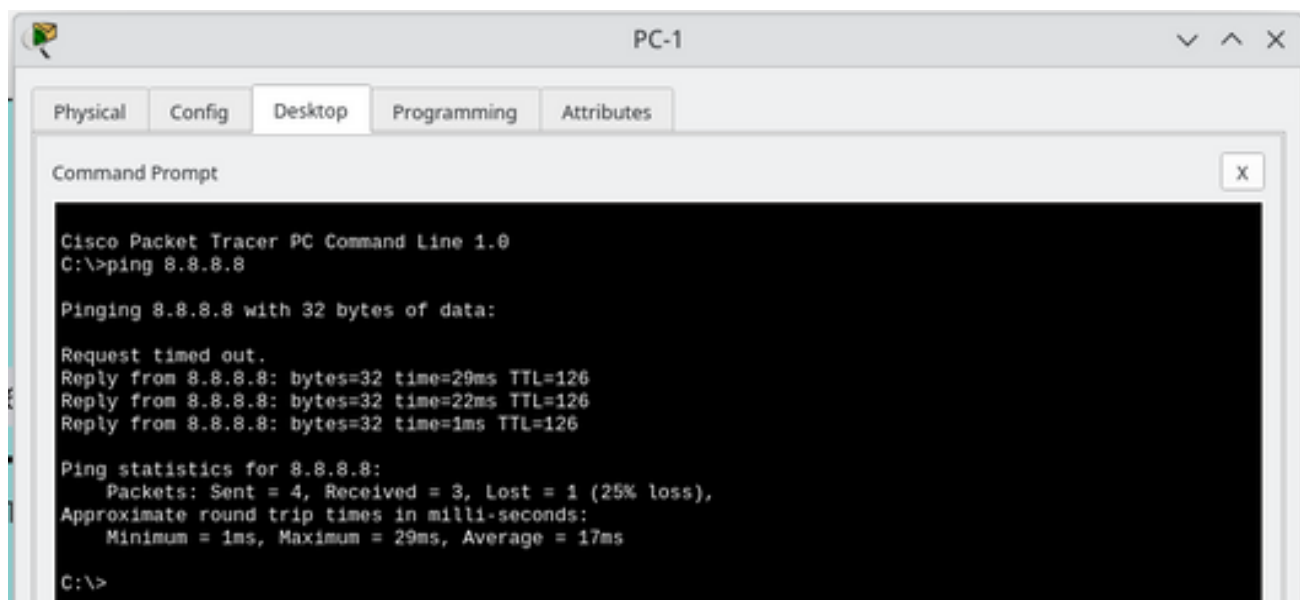 PC-1
Physical Config Desktop Programming Attributes
Command Prompt
X
Cisco Packet Tracer PC Command Line 1.0
C:\>ping 8.8.8.8
Pinging 8.8.8.8 with 32 bytes of data:
Request timed out.
Reply from 8.8.8.8: bytes=32 time=29ms TTL=126
Reply from 8.8.8.8: bytes=32 time=22ms TTL=126
Reply from 8.8.8.8: bytes=32 time=1ms TTL=126
Ping statistics for 8.8.8.8:
Packets: Sent = 4, Received = 3, Lost = 1 (25% loss),
Approximate round trip times in milli-seconds:
Minimum = 1ms, Maximum = 29ms, Average = 17ms
C:\>